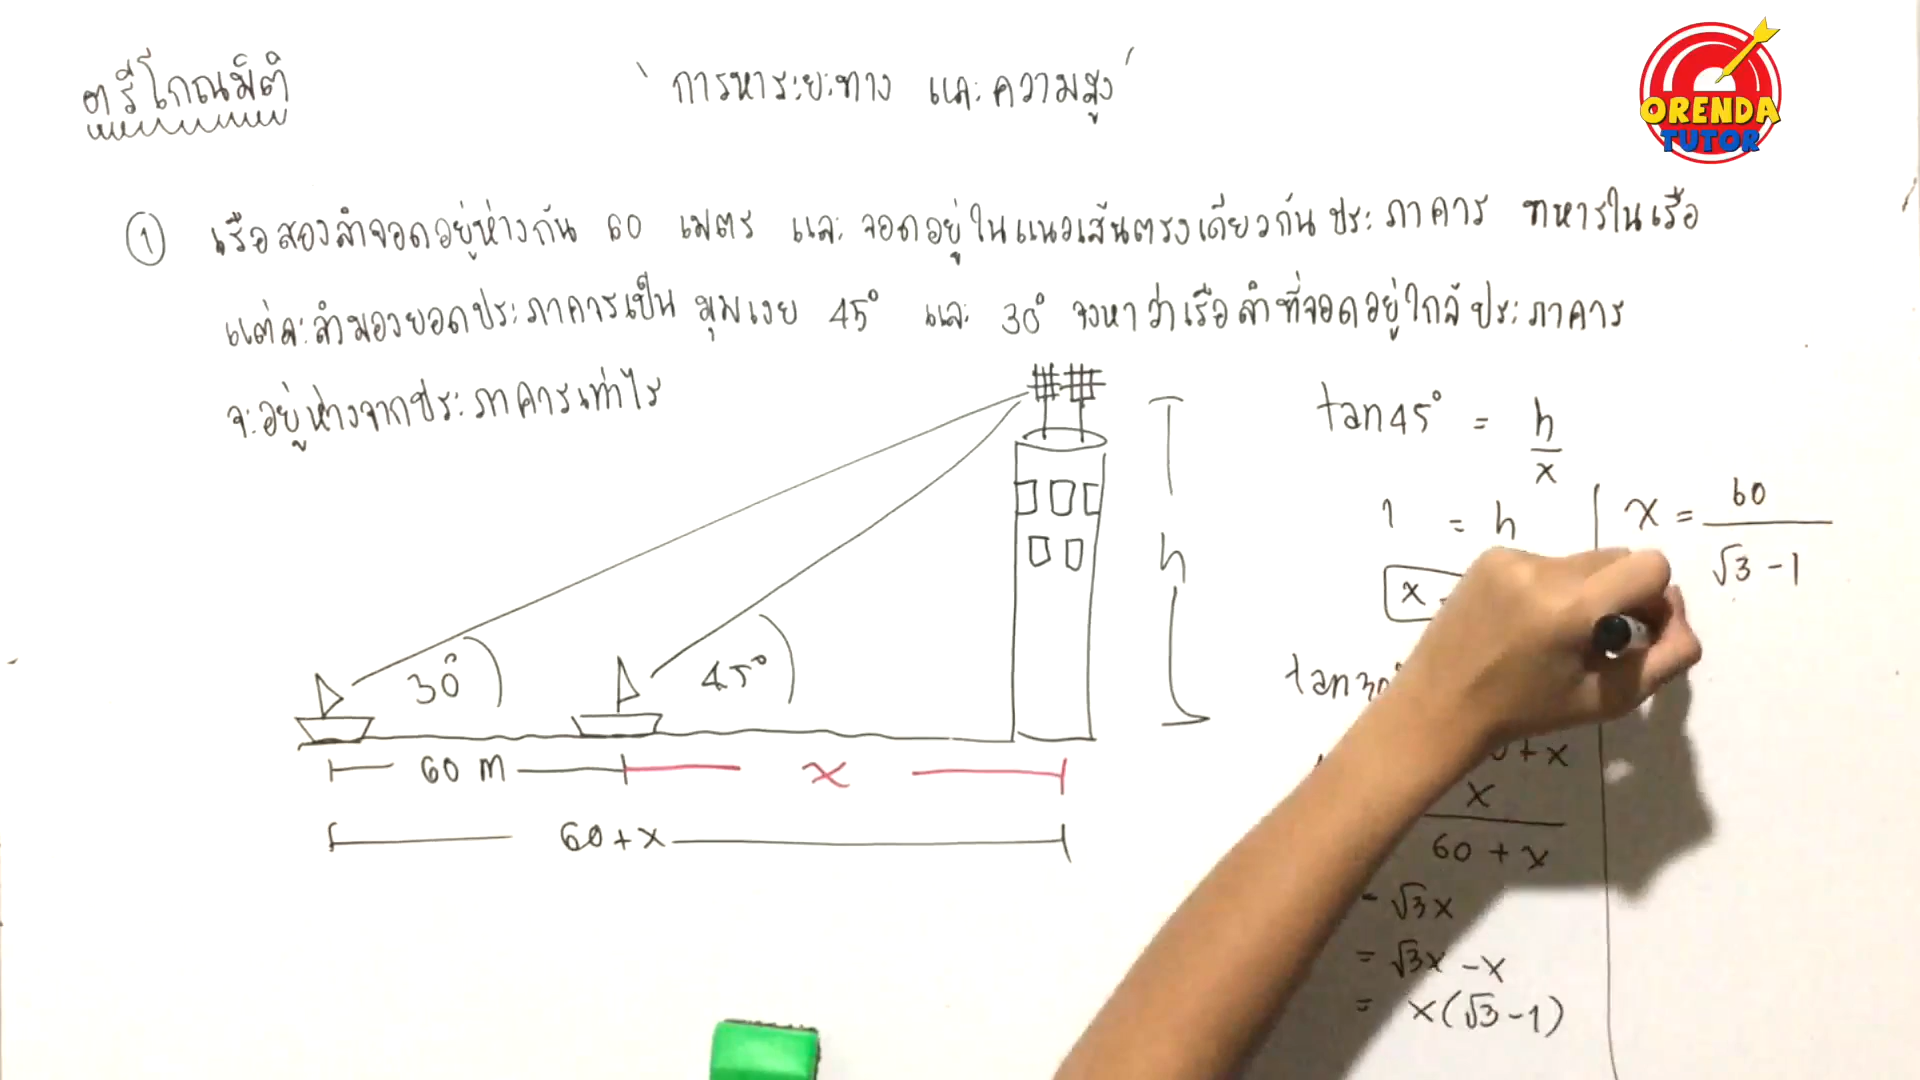 ตรีโกณมิติ
' การหาระยะทาง และความสูง '
ORENDA
TUTOR
① เรือสองลำจอดอยู่ห่างกัน 60 เมตร และ จอดอยู่ในแนวเส้นตรงเดียวกันประภาคาร ทหารในเรือ
แต่ละลำมองยอดประภาคารเป็น มุมเงย 45° และ 30° จงหาว่าเรือลำที่จอดอยู่ใกล้ประภาคาร
จะอยู่ห่างจากประภาคารเท่าไร
30°
45°
h
60 m
x
60 + x
tan 45° = h/x
1 = h
x
tan 30°
+ x
x
60 + x
= √3x
= √3x - x
= x(√3 - 1)
x = 60/(√3 - 1)